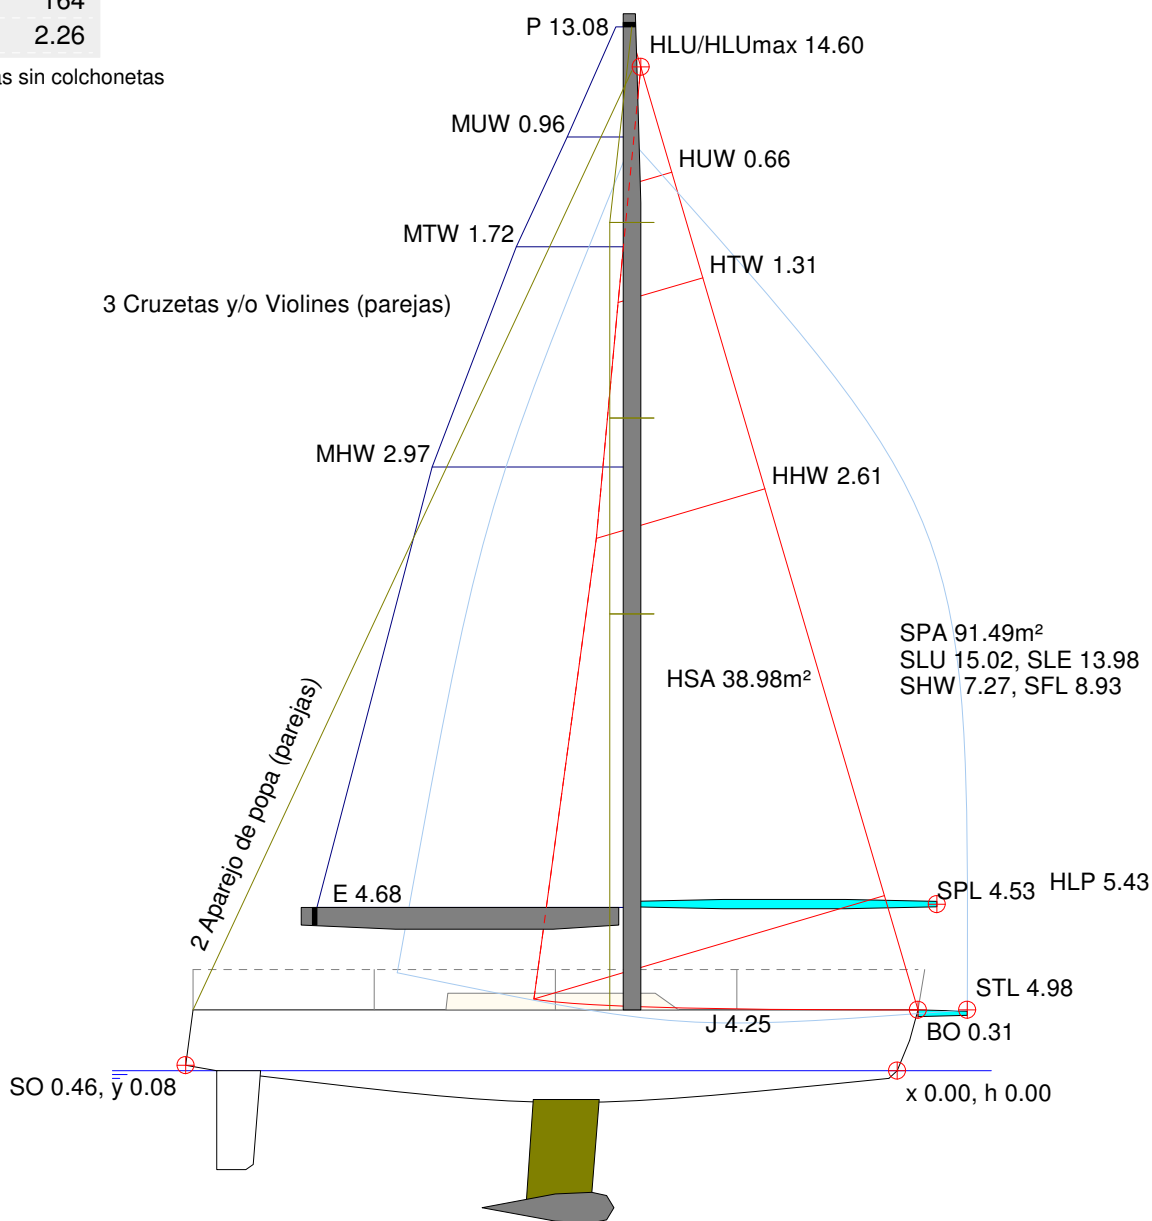 164
2.26
as sin colchonetas
P 13.08
HLU/HLUmax 14.60
MUW 0.96
HUW 0.66
MTW 1.72
HTW 1.31
3 Cruzetas y/o Violines (parejas)
MHW 2.97
HHW 2.61
SPA 91.49m²
SLU 15.02, SLE 13.98
SHW 7.27, SFL 8.93
HSA 38.98m²
2 Aparejo de popa (parejas)
E 4.68
SPL 4.53
HLP 5.43
STL 4.98
J 4.25
BO 0.31
SO 0.46, y 0.08
x 0.00, h 0.00